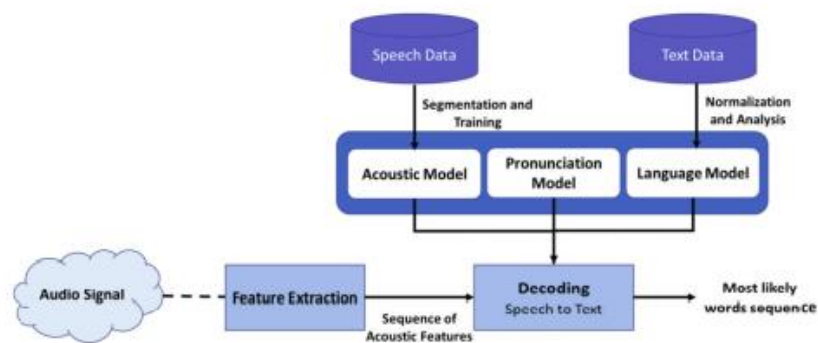 Speech Data
Text Data
Segmentation and
Training
Normalization
and Analysis
Acoustic Model
Pronunciation
Model
Language Model
Audio Signal
Feature Extraction
Sequence of
Acoustic Features
Decoding
Speech to Text
Most likely
words sequence